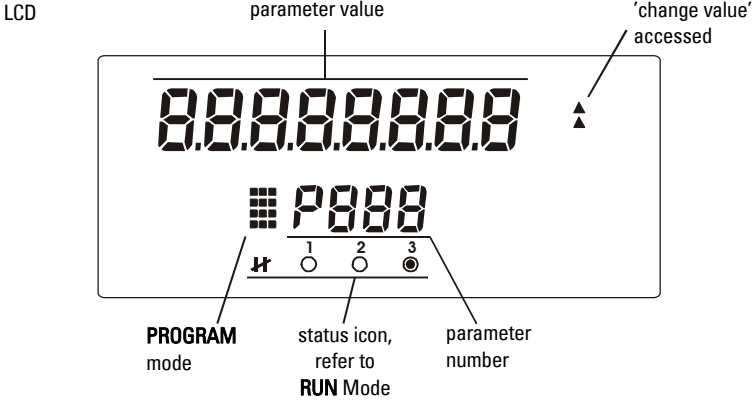 LCD
parameter value
'change value'
accessed
8.8.8.8.8.8.8.8
P888
1 2 3
PROGRAM
mode
status icon,
refer to
RUN Mode
parameter
number